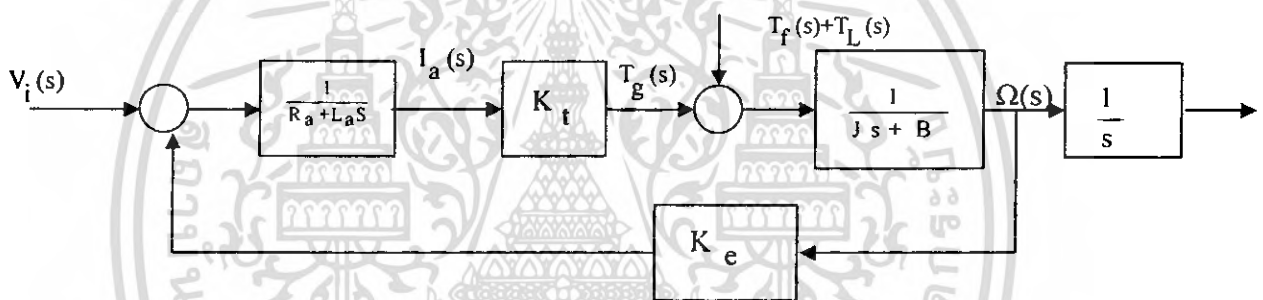 V_i(s)
1
R_a+L_aS
I_a(s)
K_t
T_g(s)
T_f(s)+T_L(s)
1
Js + B
Ω(s)
1
s
K_e